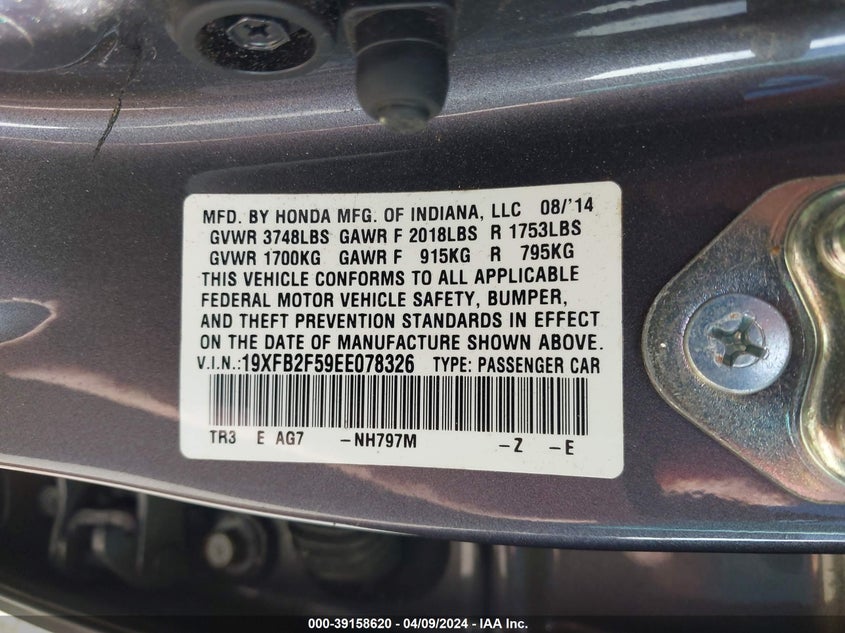 MFD. BY HONDA MFG. OF INDIANA, LLC 08/'14
GVWR 3748LBS GAWR F 2018LBS R 1753LBS
GVWR 1700KG GAWR F 915KG R 795KG
THIS VEHICLE CONFORMS TO ALL APPLICABLE
FEDERAL MOTOR VEHICLE SAFETY, BUMPER,
AND THEFT PREVENTION STANDARDS IN EFFECT
ON THE DATE OF MANUFACTURE SHOWN ABOVE.
V.I.N.:19XFB2F59EE078326 TYPE: PASSENGER CAR
TR3 E AG7 -NH797M -Z -E
000-39158620 - 04/09/2024 - IAA Inc.